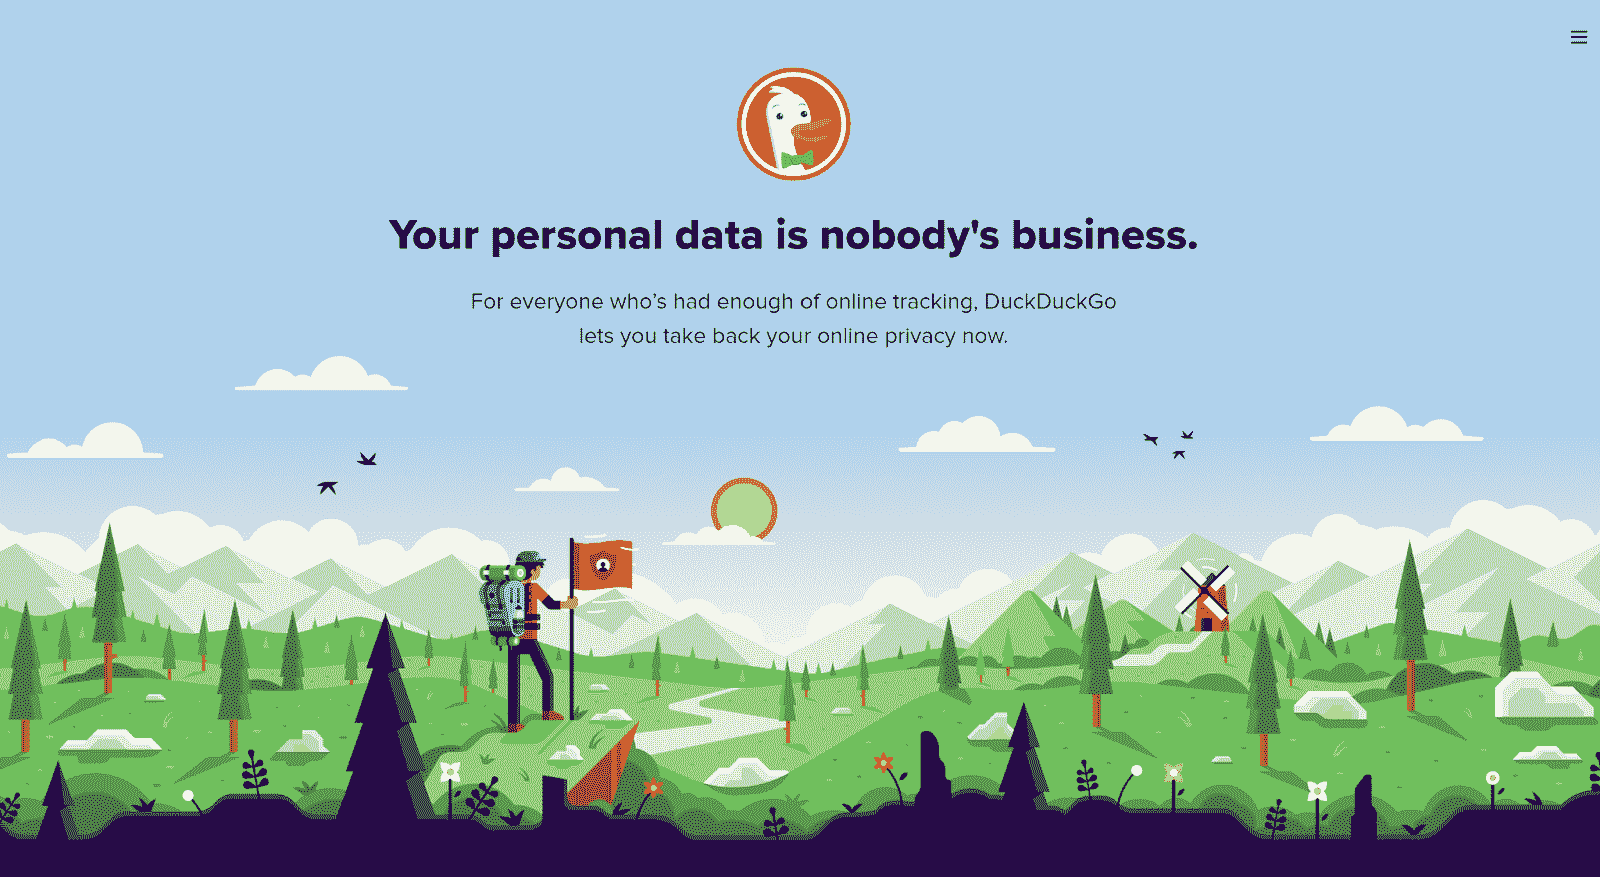 Your personal data is nobody's business.
For everyone who’s had enough of online tracking, DuckDuckGo
lets you take back your online privacy now.